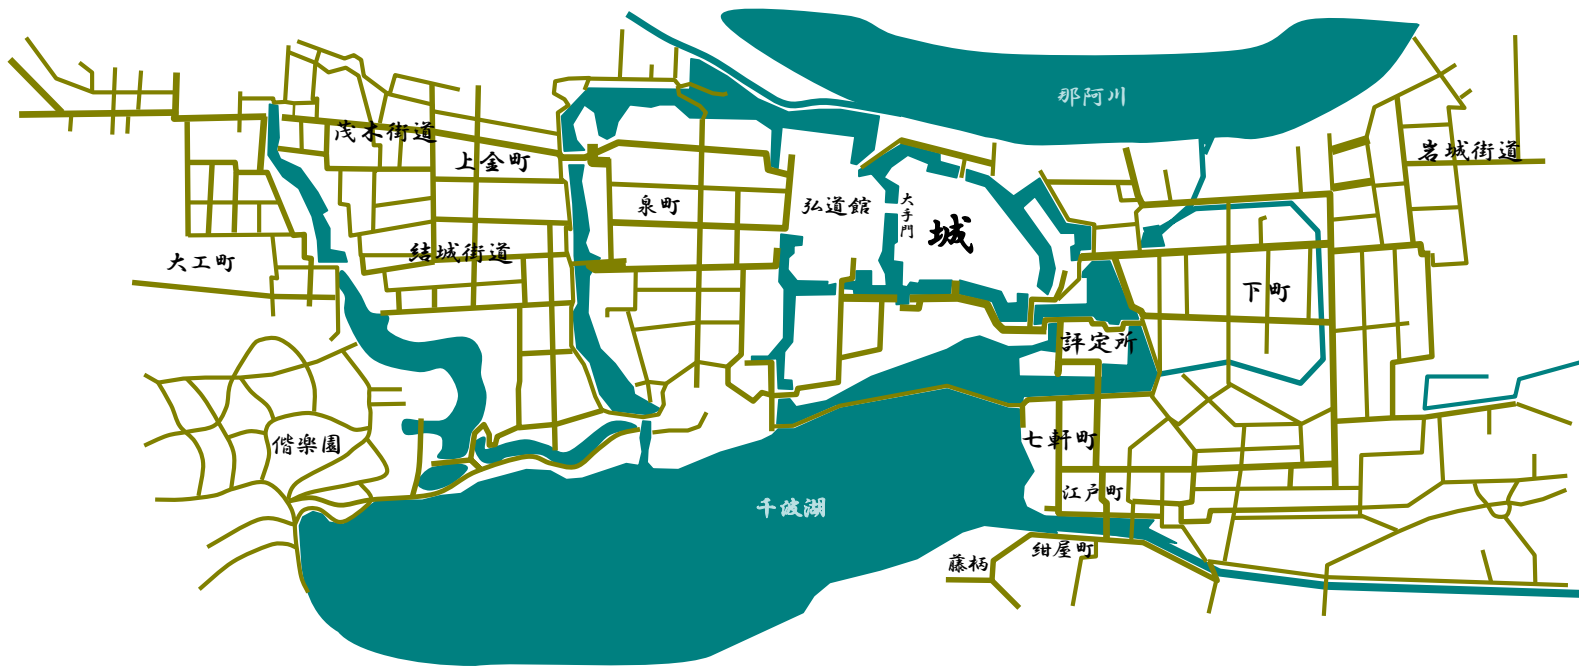 那阿川
茂木街道
上金町
岩城街道
泉町
弘道館
大手門
城
結城街道
大工町
下町
評定所
偕楽園
七軒町
江戸町
千波湖
紺屋町
藤柄